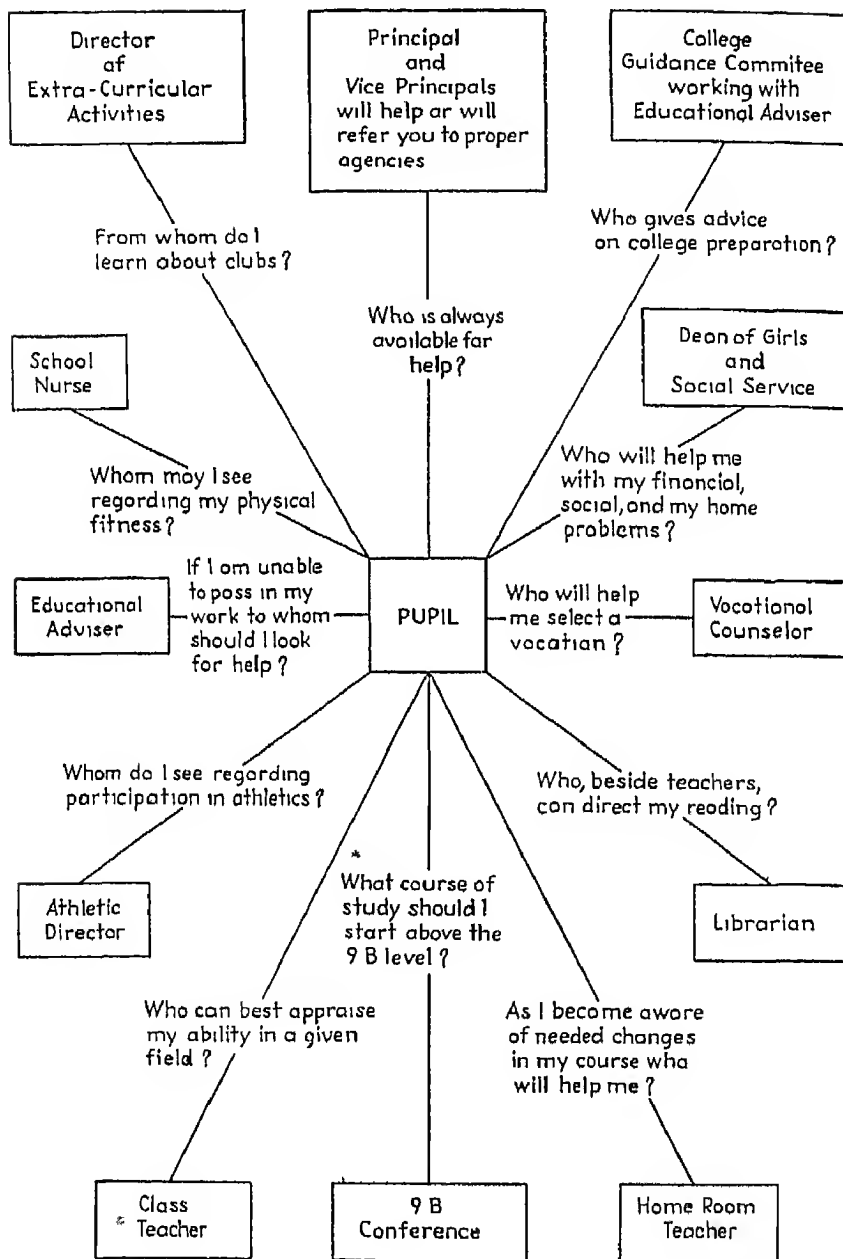 Director
of
Extra-Curricular
Activities
Principal
and
Vice Principals
will help or will
refer you to proper
agencies
College
Guidance Commitee
working with
Educational Adviser
From whom do I
learn about clubs?
Who is always
available for
help?
Who gives advice
on college preparation?
School
Nurse
Dean of Girls
and
Social Service
Whom may I see
regarding my physical
fitness?
Who will help me
with my financial,
social, and my home
problems?
Educational
Adviser
If I am unable
to pass in my
work to whom
should I look
for help?
PUPIL
Who will help
me select a
vocation?
Vocational
Counselor
Whom do I see regarding
participation in athletics?
Who, beside teachers,
can direct my reading?
Athletic
Director
What course of
study should I
start above the
9 B level?
Librarian
Who can best appraise
my ability in a given
field?
As I become aware
of needed changes
in my course who
will help me?
Class
Teacher
9 B
Conference
Home Room
Teacher